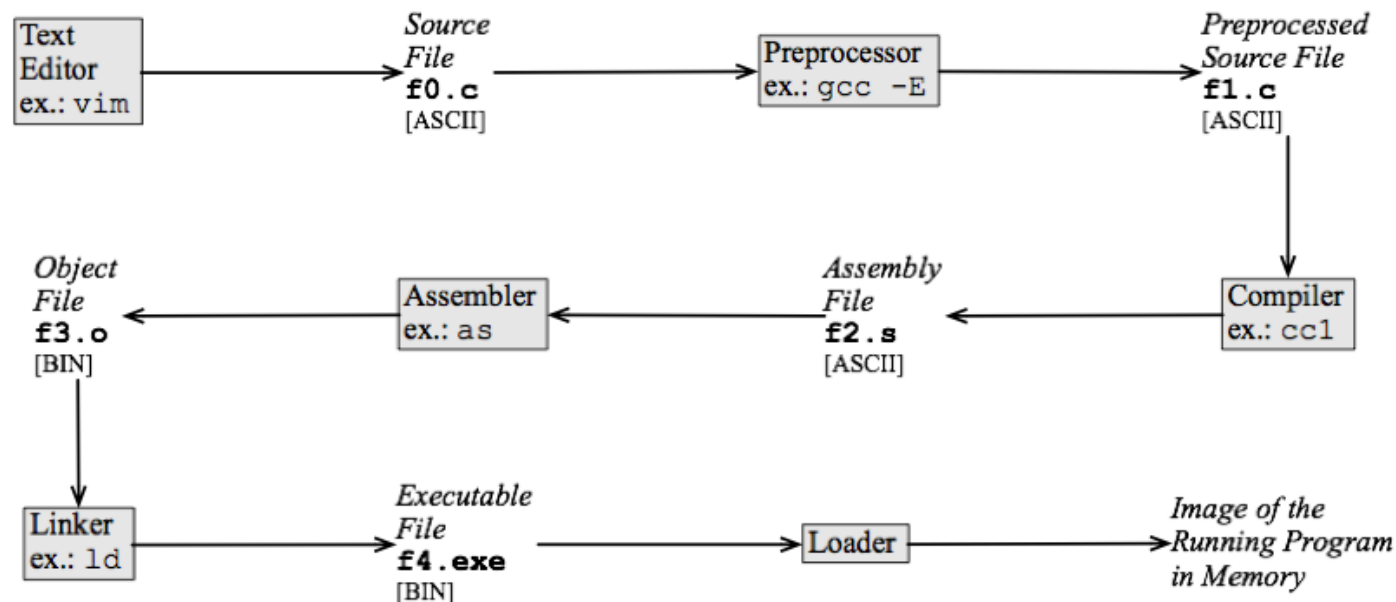 Text
Editor
ex.: vim
Source
File
f0.c
[ASCII]
Preprocessor
ex.: gcc -E
Preprocessed
Source File
f1.c
[ASCII]
Compiler
ex.: cc1
Assembly
File
f2.s
[ASCII]
Assembler
ex.: as
Object
File
f3.o
[BIN]
Linker
ex.: ld
Executable
File
f4.exe
[BIN]
Loader
Image of the
Running Program
in Memory